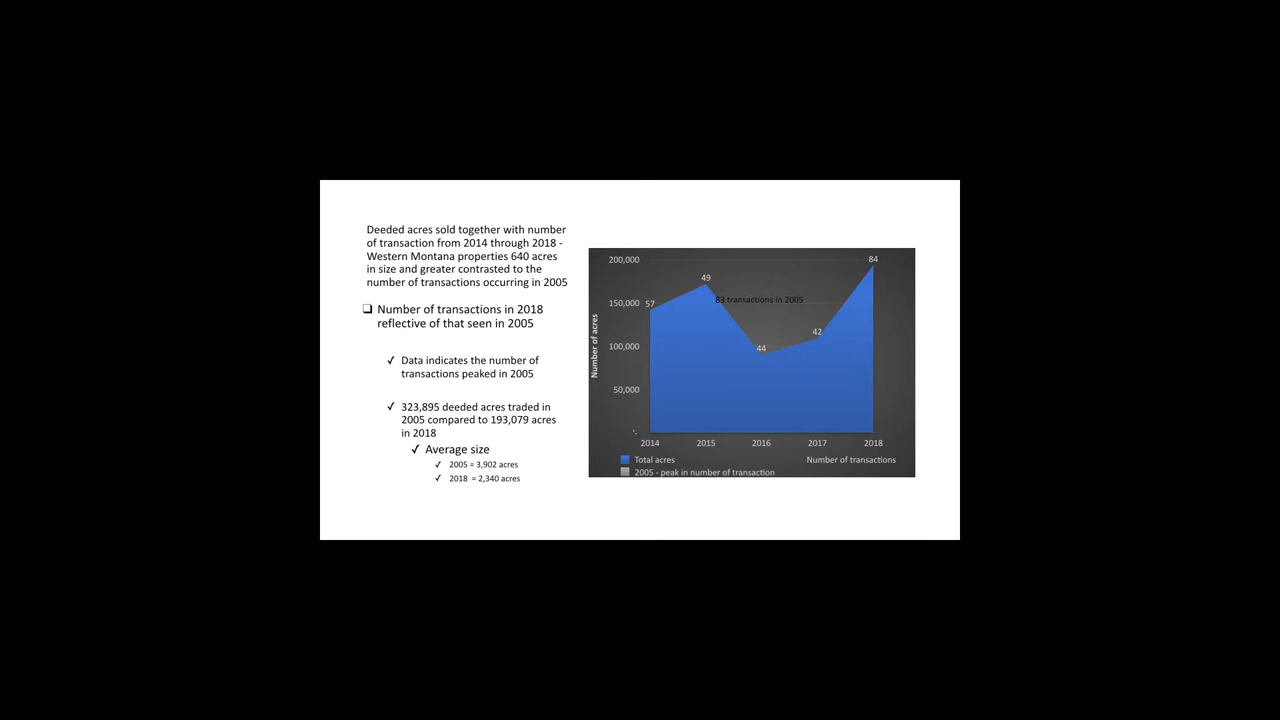 Deeded acres sold together with number
of transaction from 2014 through 2018 -
Western Montana properties 640 acres
in size and greater contrasted to the
number of transactions occurring in 2005
❑ Number of transactions in 2018
reflective of that seen in 2005
✓ Data indicates the number of
transactions peaked in 2005
✓ 323,895 deeded acres traded in
2005 compared to 193,079 acres
in 2018
✓ Average size
✓ 2005 = 3,902 acres
✓ 2018 = 2,340 acres
Number of acres
200,000
150,000
100,000
50,000
'-
57
49
44
42
84
83 transactions in 2005
2014 2015 2016 2017 2018
Total acres
Number of transactions
2005 - peak in number of transaction